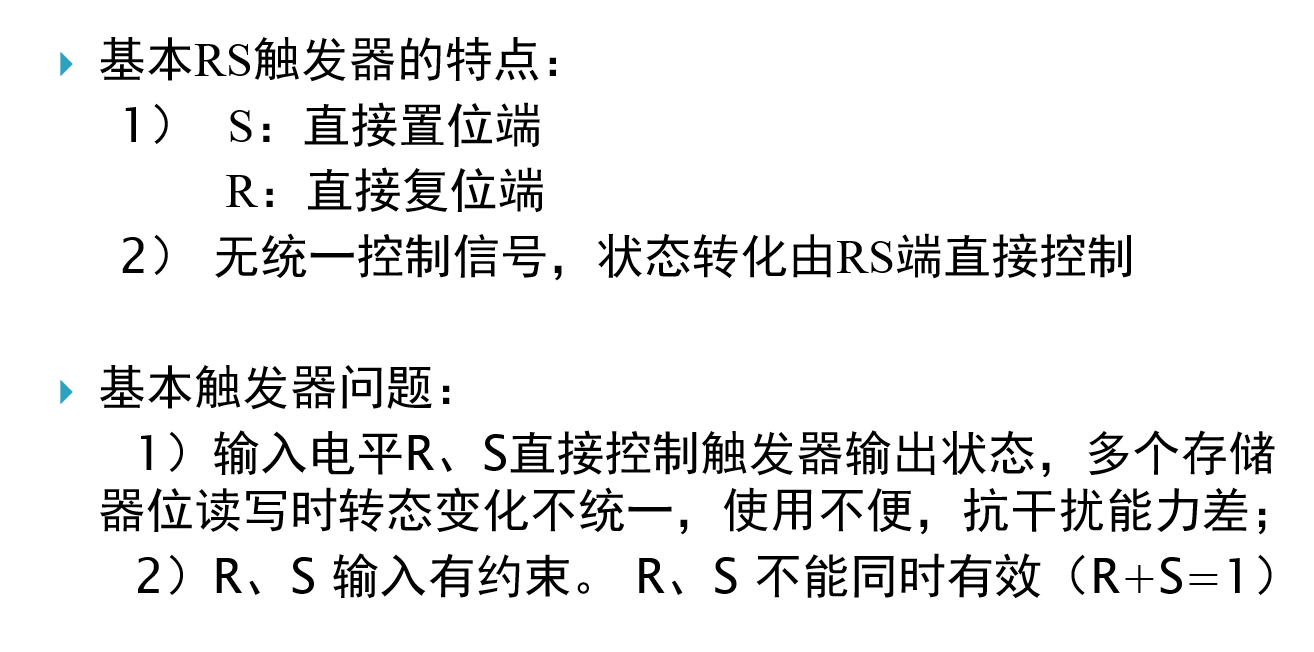 基本RS触发器的特点：
1） S：直接置位端
R：直接复位端
2） 无统一控制信号，状态转化由RS端直接控制
基本触发器问题：
1）输入电平R、S直接控制触发器输出状态，多个存储
器位读写时转态变化不统一，使用不便，抗干扰能力差；
2）R、S 输入有约束。 R、S 不能同时有效（R+S=1）